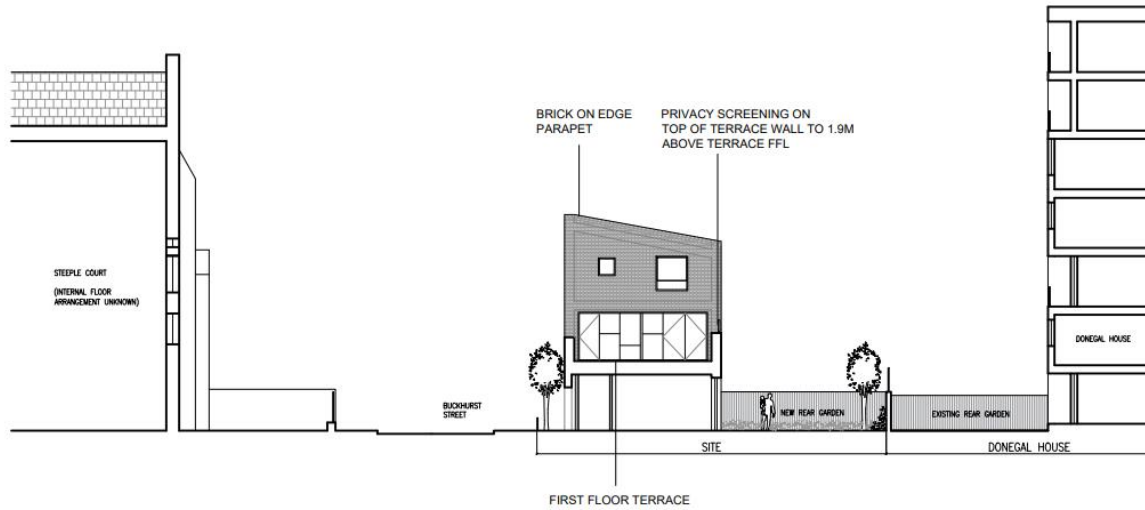 BRICK ON EDGE
PARAPET
PRIVACY SCREENING ON
TOP OF TERRACE WALL TO 1.9M
ABOVE TERRACE FFL
STEEPLE COURT
(INTERNAL FLOOR
ARRANGEMENT UNKNOWN)
DONEGAL HOUSE
BUCKHURST
STREET
NEW REAR GARDEN
EXISTING REAR GARDEN
SITE
DONEGAL HOUSE
FIRST FLOOR TERRACE